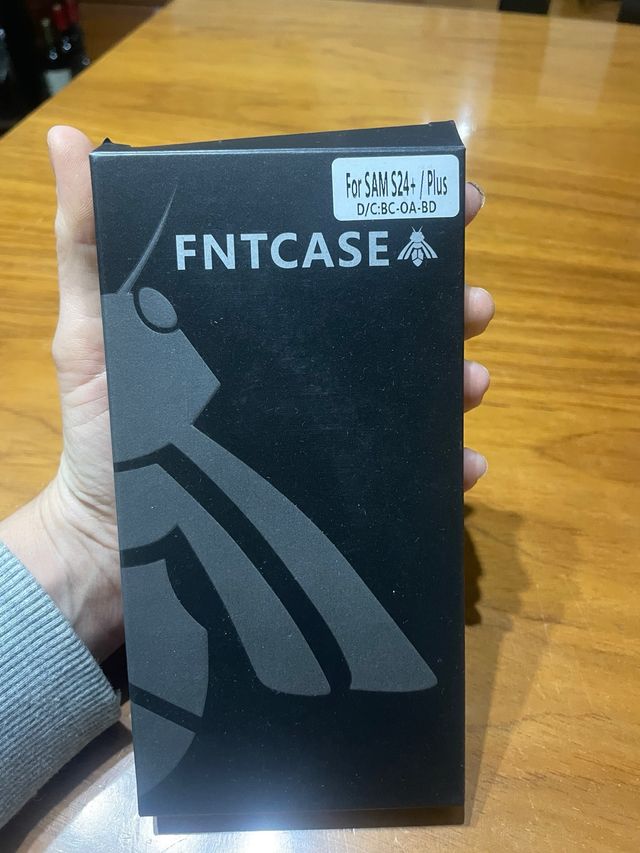 For SAM S24+ / Plus
D/C:BC-OA-BD
FNTCASE